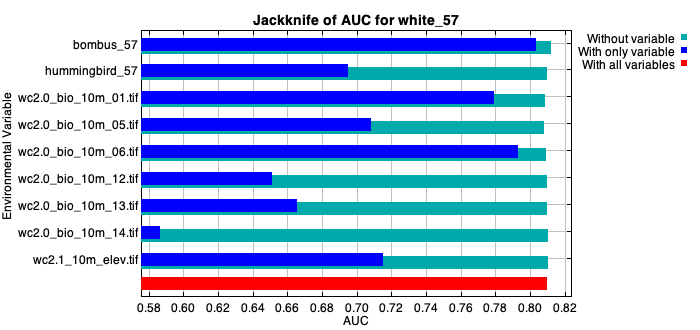 Jackknife of AUC for white_57
Environmental Variable
bombus_57
hummingbird_57
wc2.0_bio_10m_01.tif
wc2.0_bio_10m_05.tif
wc2.0_bio_10m_06.tif
wc2.0_bio_10m_12.tif
wc2.0_bio_10m_13.tif
wc2.0_bio_10m_14.tif
wc2.1_10m_elev.tif
0.58 0.60 0.62 0.64 0.66 0.68 0.70 0.72 0.74 0.76 0.78 0.80 0.82
AUC
Without variable
With only variable
With all variables